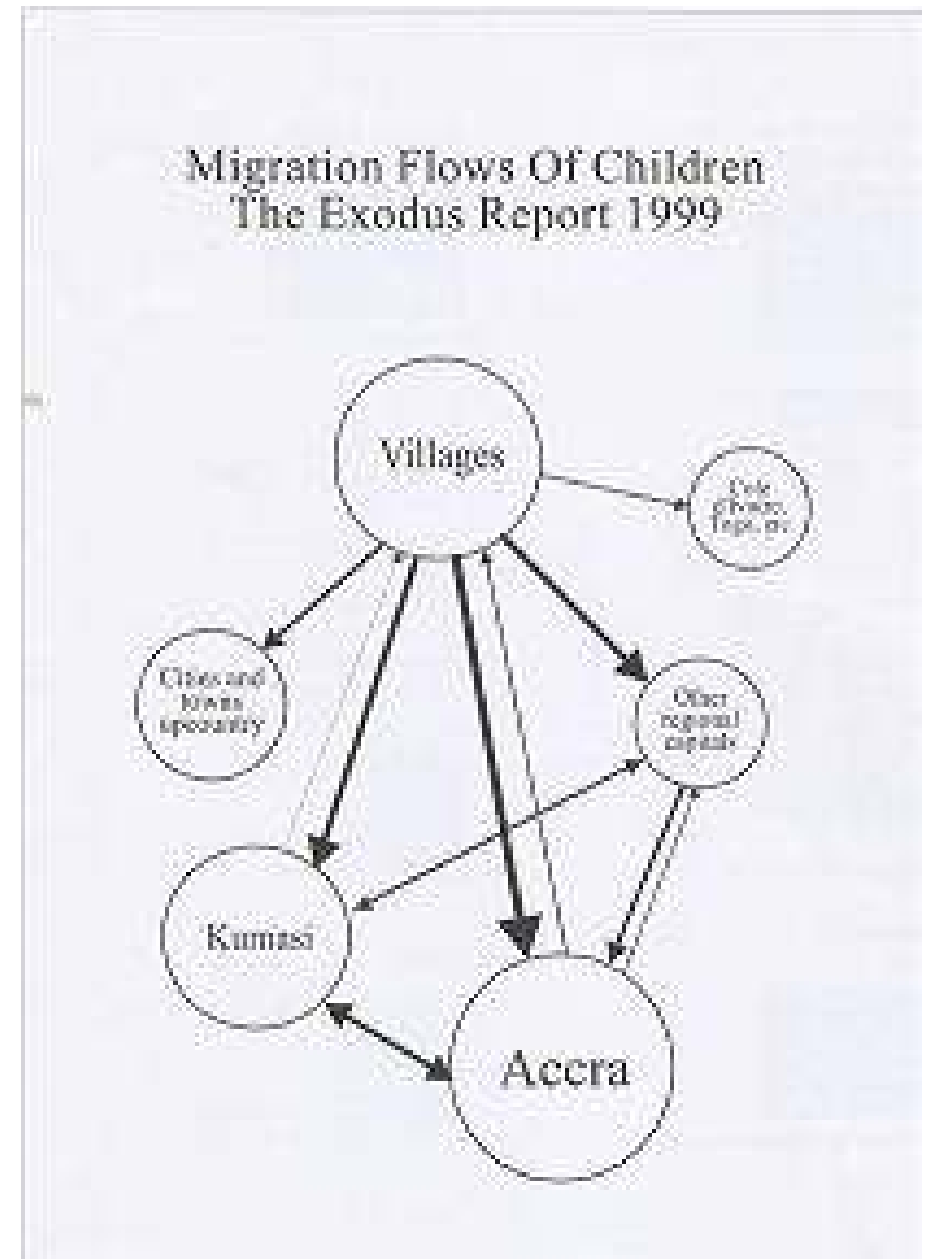 Migration Flows Of Children
The Exodus Report 1999
Villages
Cities and
towns
upcountry
Other
regional
capitals
Kumasi
Accra